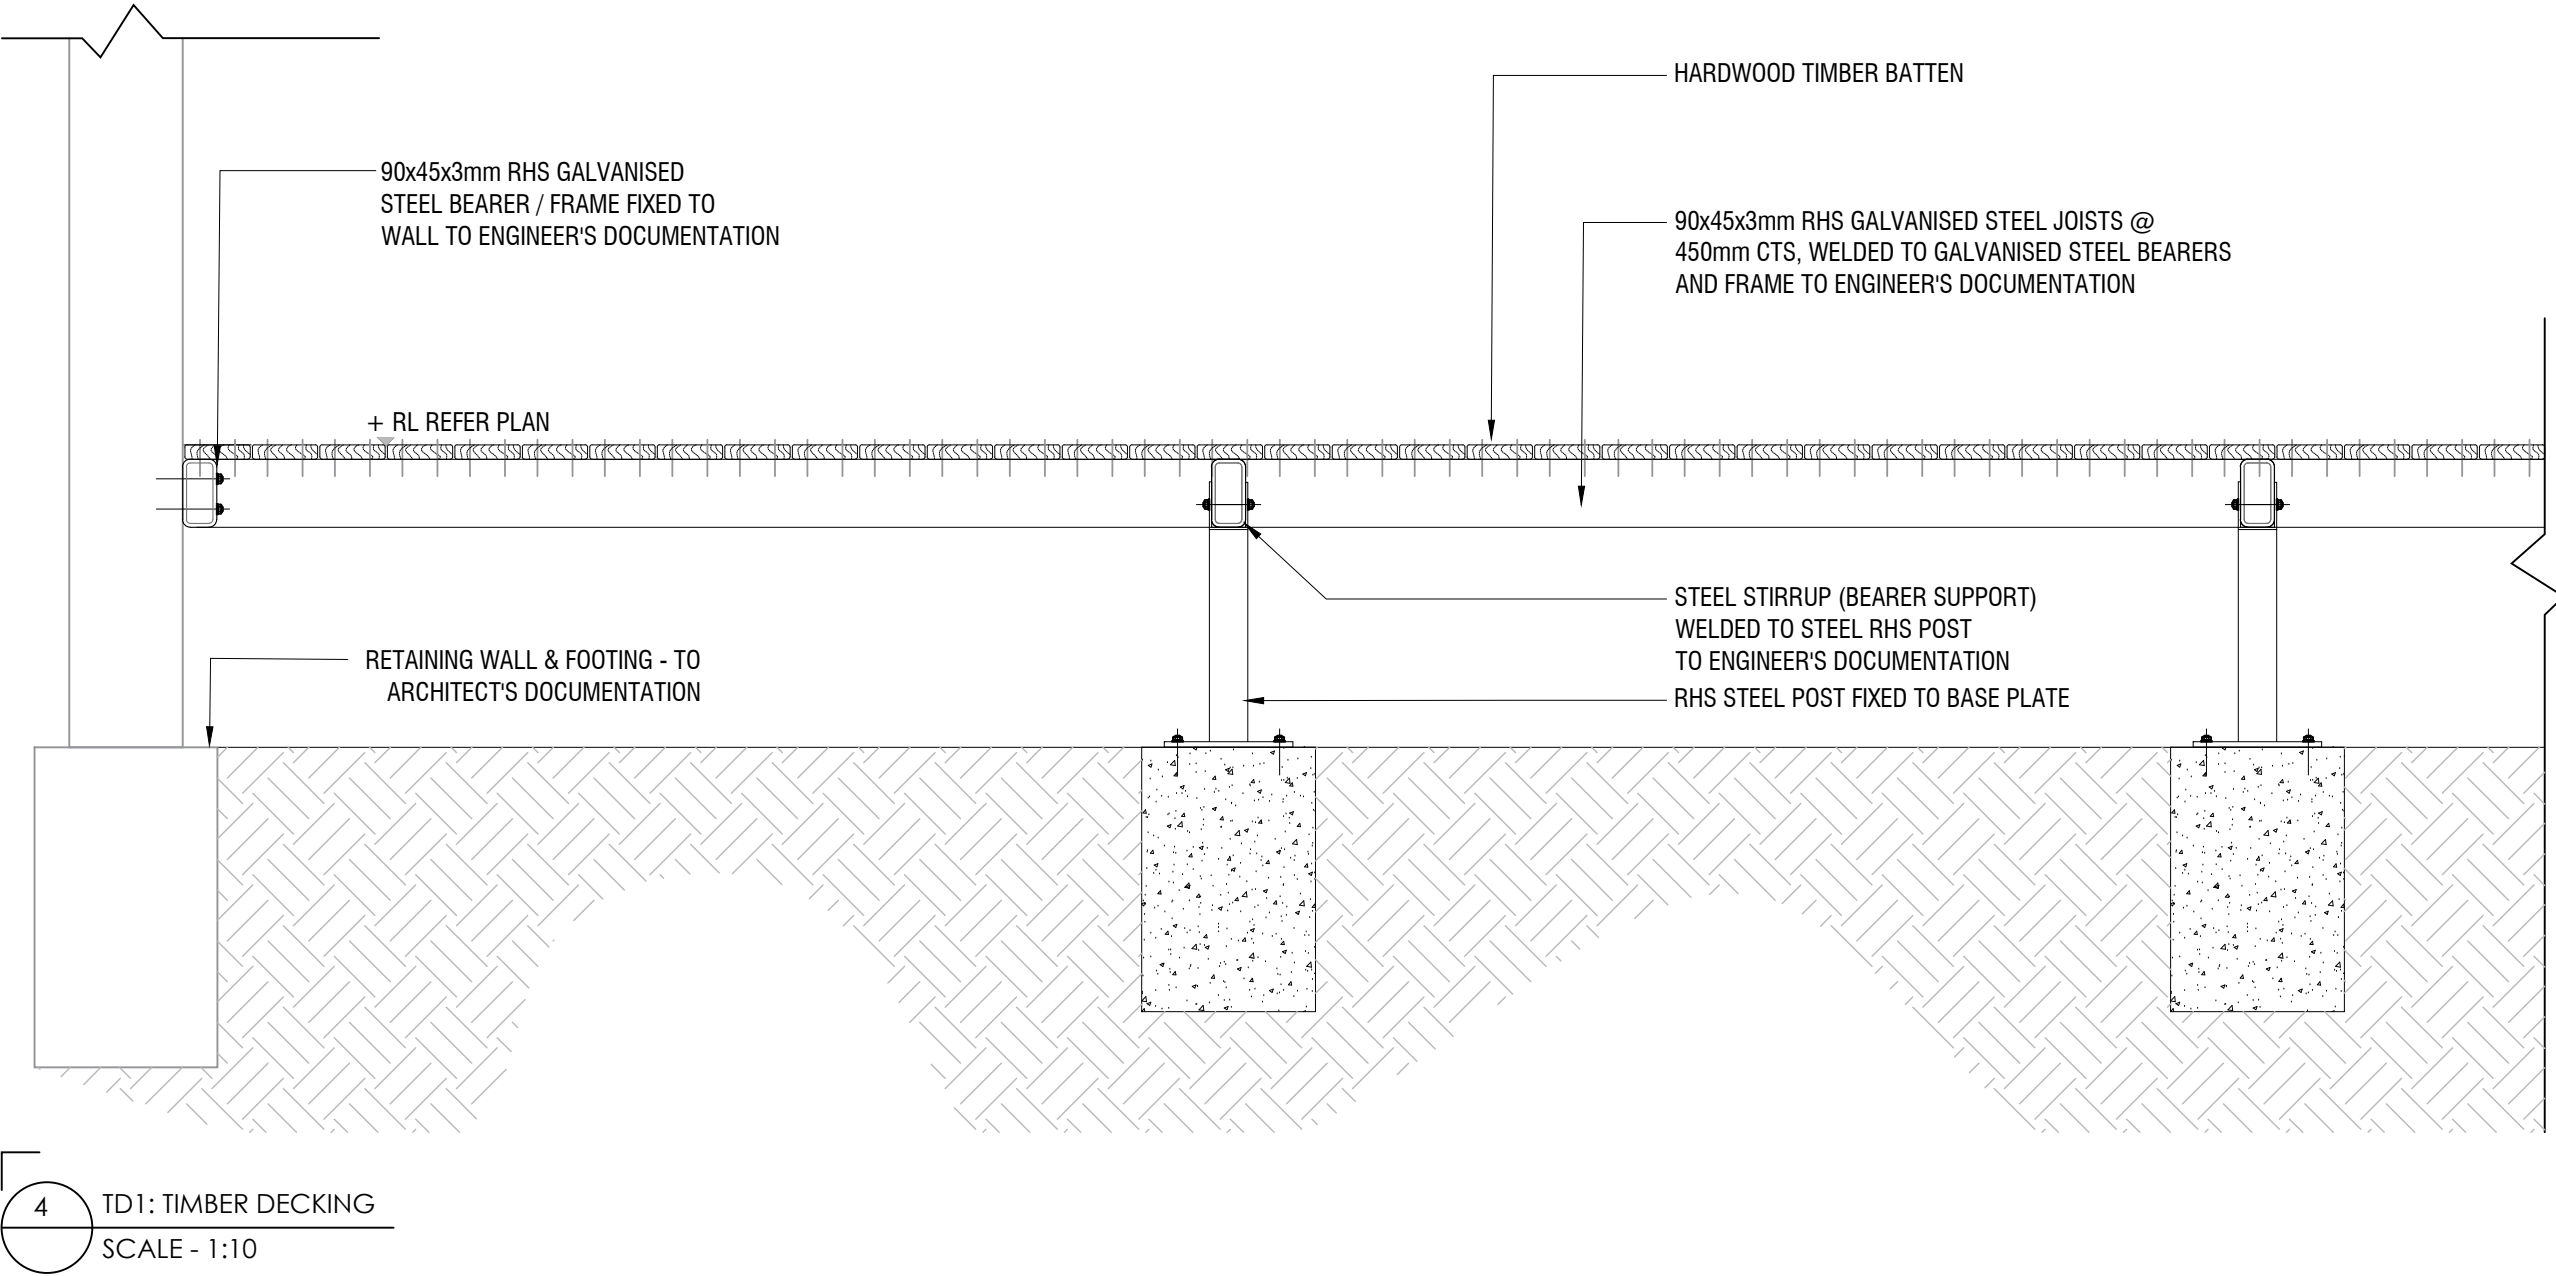 HARDWOOD TIMBER BATTEN
90x45x3mm RHS GALVANISED
STEEL BEARER / FRAME FIXED TO
WALL TO ENGINEER'S DOCUMENTATION
90x45x3mm RHS GALVANISED STEEL JOISTS @
450mm CTS, WELDED TO GALVANISED STEEL BEARERS
AND FRAME TO ENGINEER'S DOCUMENTATION
+ RL REFER PLAN
STEEL STIRRUP (BEARER SUPPORT)
WELDED TO STEEL RHS POST
TO ENGINEER'S DOCUMENTATION
RETAINING WALL & FOOTING - TO
ARCHITECT'S DOCUMENTATION
RHS STEEL POST FIXED TO BASE PLATE
4
TD1: TIMBER DECKING
SCALE - 1:10